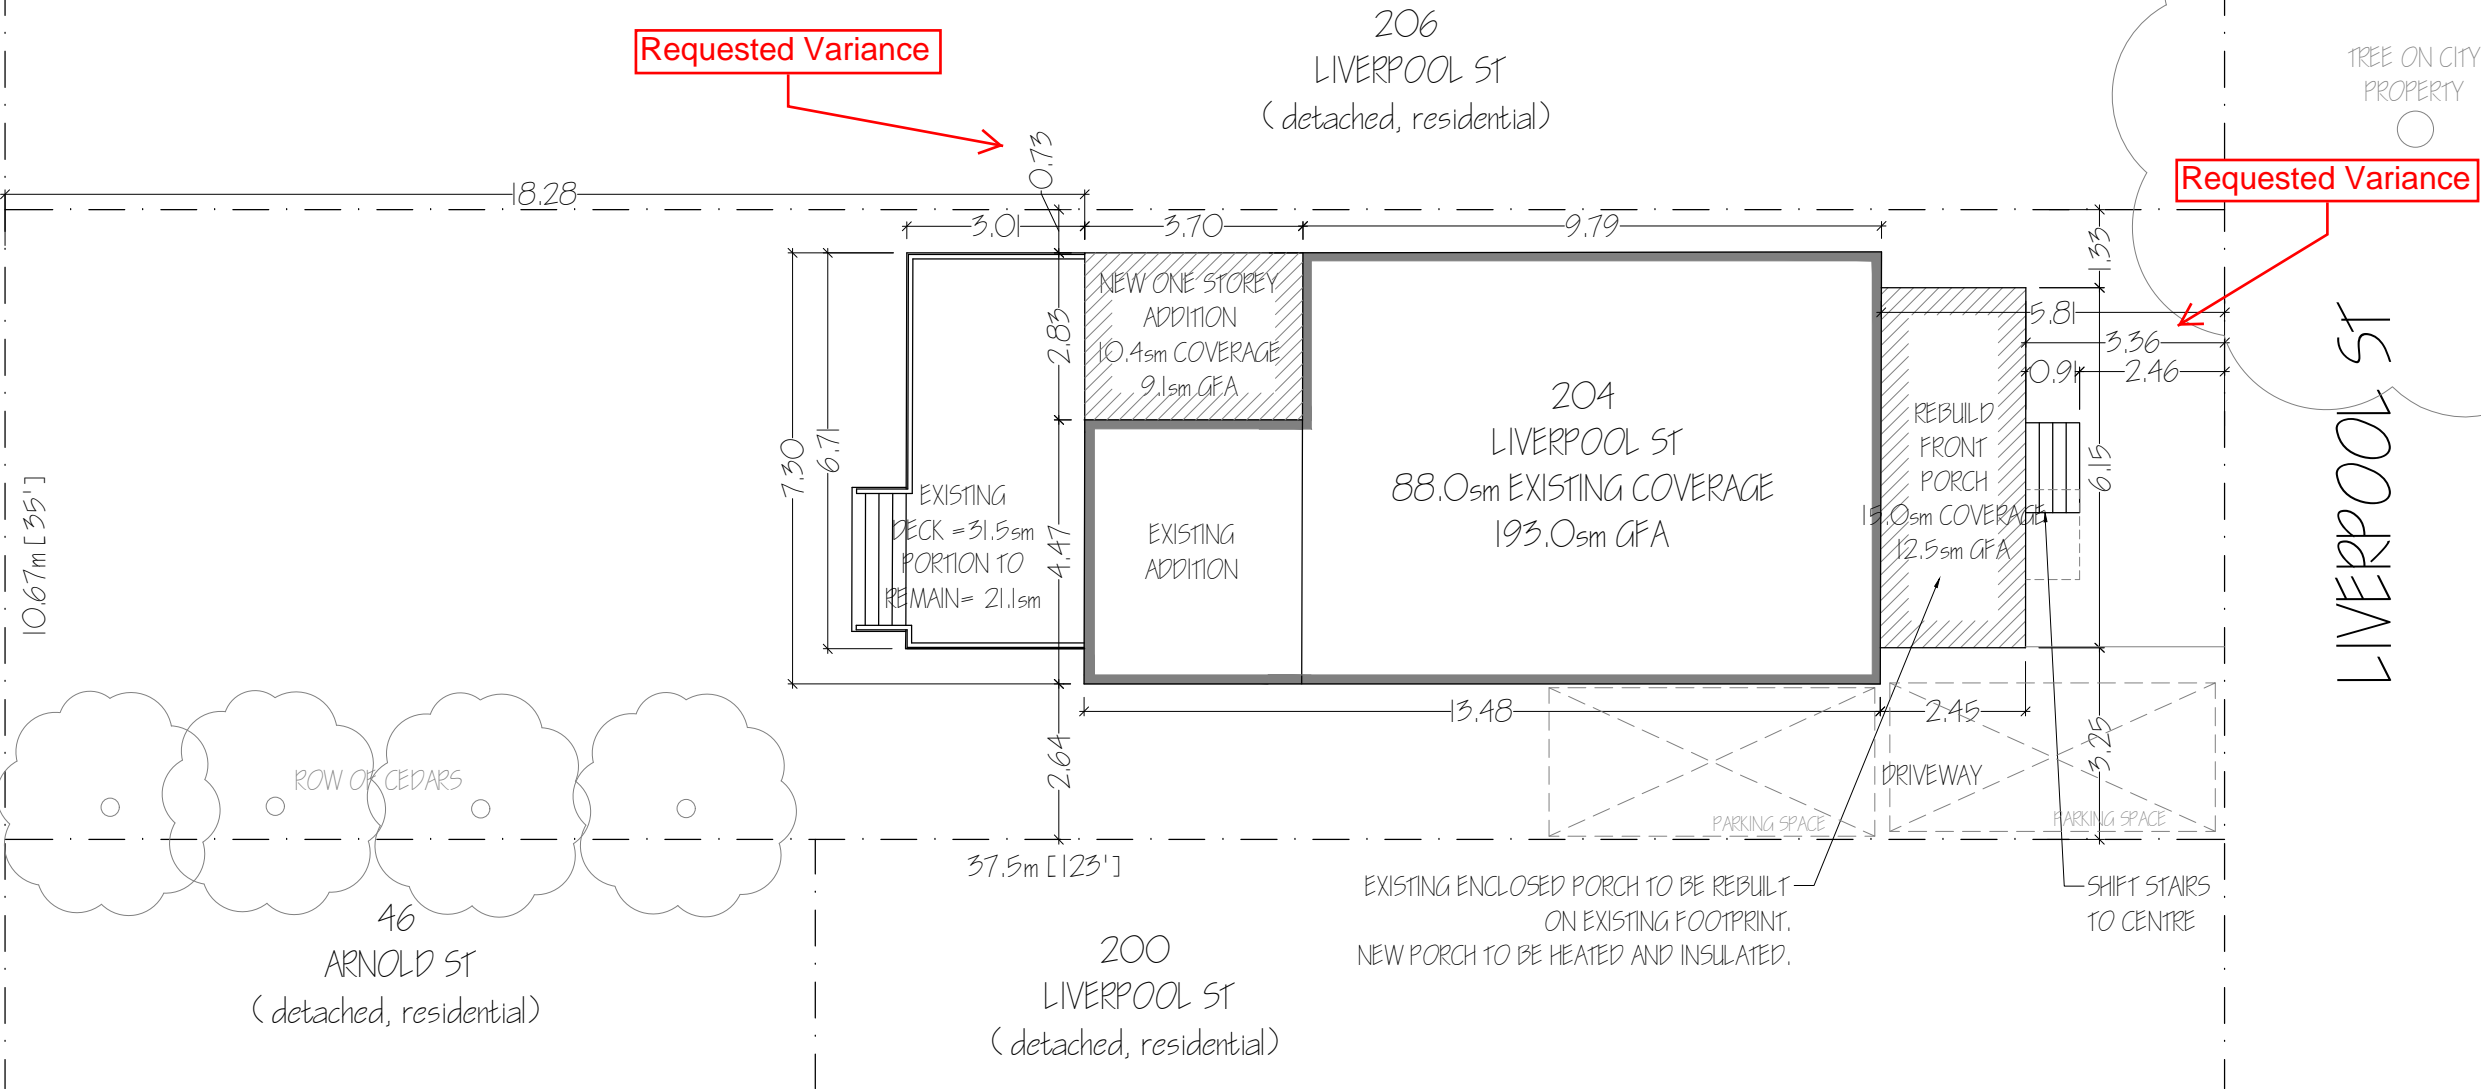 206
LIVERPOOL ST
( detached, residential)
Requested Variance
TREE ON CITY
PROPERTY
Requested Variance
0.73
18.28
3.01
3.70
9.79
1.33
NEW ONE STOREY
ADDITION
10.4sm COVERAGE
9.1sm GFA
2.83
5.81
3.36
0.91
2.46
204
LIVERPOOL ST
88.0sm EXISTING COVERAGE
193.0sm GFA
REBUILD
FRONT
PORCH
15.0sm COVERAGE
12.5sm GFA
6.15
LIVERPOOL ST
7.30
6.71
10.67m [35']
EXISTING
DECK =31.5sm
PORTION TO
REMAIN= 21.1sm
4.47
EXISTING
ADDITION
13.48
2.45
2.64
3.25
ROW OF CEDARS
DRIVEWAY
PARKING SPACE
PARKING SPACE
37.5m [123']
EXISTING ENCLOSED PORCH TO BE REBUILT
ON EXISTING FOOTPRINT.
NEW PORCH TO BE HEATED AND INSULATED.
SHIFT STAIRS
TO CENTRE
46
ARNOLD ST
( detached, residential)
200
LIVERPOOL ST
( detached, residential)